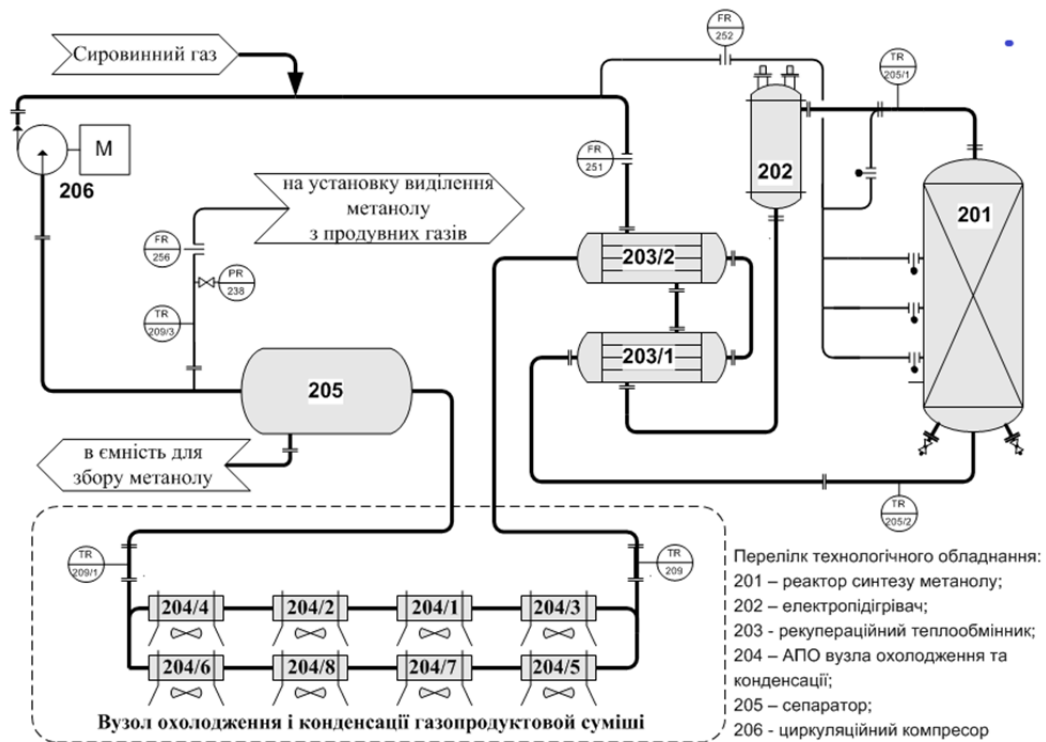 Сировинний газ
FR
252
TR
205/1
M
206
FR
251
202
на установку виділення
метанолу
з продувних газів
201
FR
256
PR
238
203/2
TR
209/3
203/1
205
в ємність для
збору метанолу
TR
205/2
TR
209/1
TR
209
204/4
204/2
204/1
204/3
204/6
204/8
204/7
204/5
Вузол охолодження і конденсації газопродуктової суміші
Перелілк технологічного обладнання:
201 – реактор синтезу метанолу;
202 – електропідігрівач;
203 - рекупераційний теплообмінник;
204 – АПО вузла охолодження та
конденсації;
205 – сепаратор;
206 - циркуляційний компресор